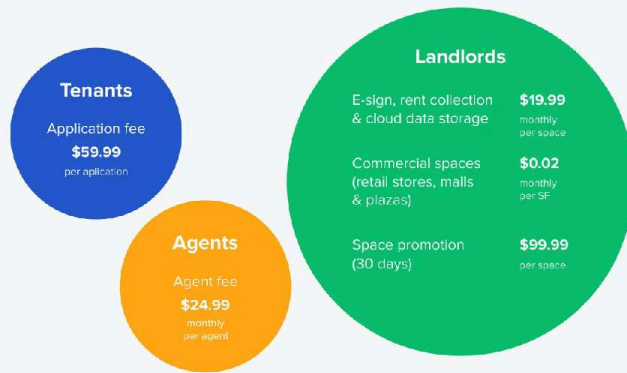 Tenants
Application fee
$59.99
per aplication
Agents
Agent fee
$24.99
monthly
per agent
Landlords
E-sign, rent collection
& cloud data storage
$19.99
monthly
per space
Commercial spaces
(retail stores, malls
& plazas)
$0.02
monthly
per SF
Space promotion
(30 days)
$99.99
per space